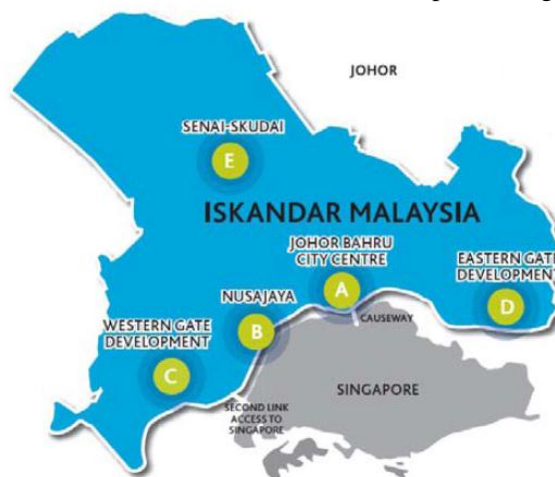 JOHOR
SENAI-SKUDAI
E
ISKANDAR MALAYSIA
JOHOR BAHRU
CITY CENTRE
A
EASTERN GATE
DEVELOPMENT
D
NUSAJAYA
B
CAUSEWAY
WESTERN GATE
DEVELOPMENT
C
SINGAPORE
SECOND LINK
ACCESS TO
SINGAPORE